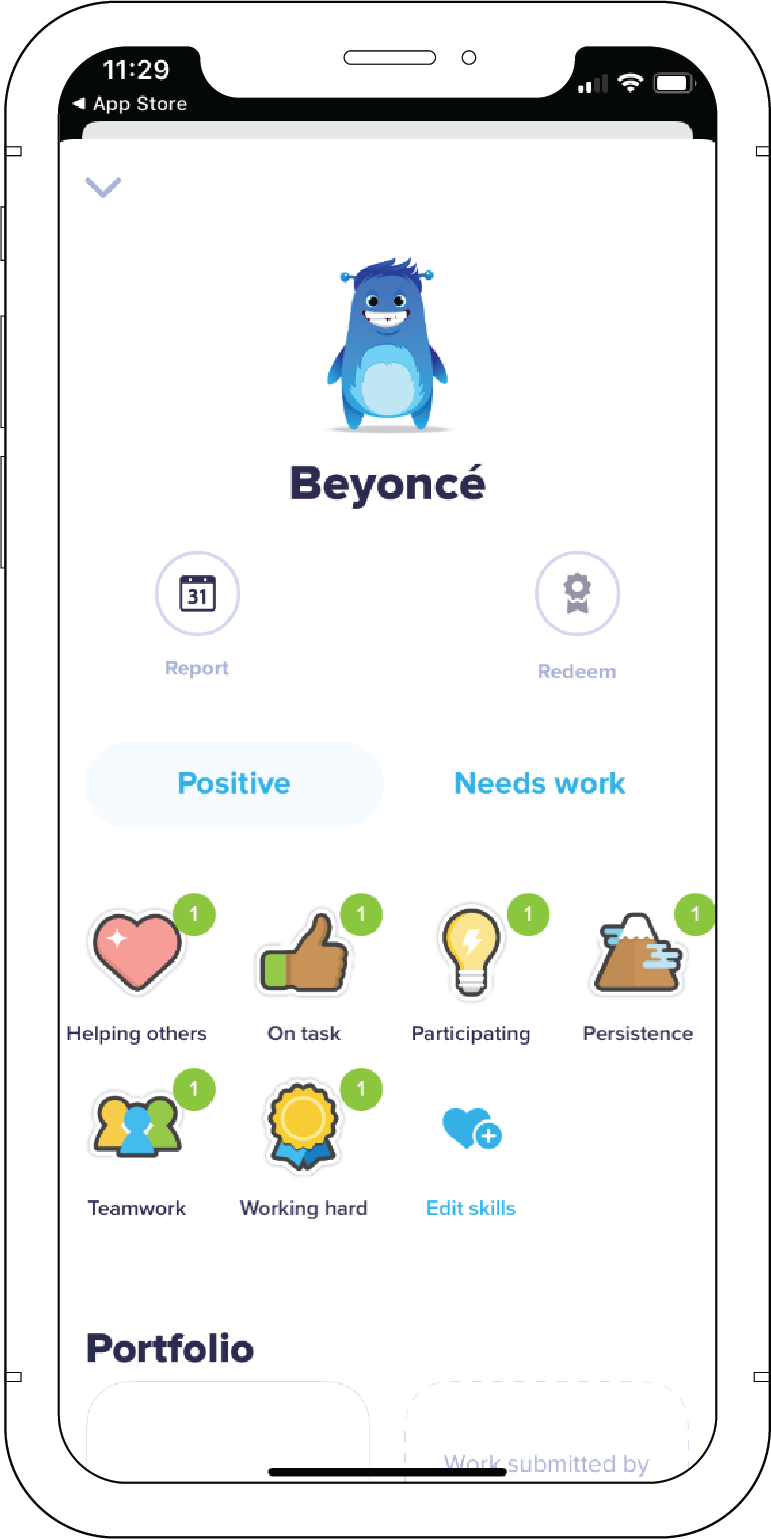 11:29
◀ App Store
Beyoncé
31
Report
Redeem
Positive
Needs work
1
1
1
1
Helping others
On task
Participating
Persistence
1
1
Teamwork
Working hard
Edit skills
Portfolio
Work submitted by